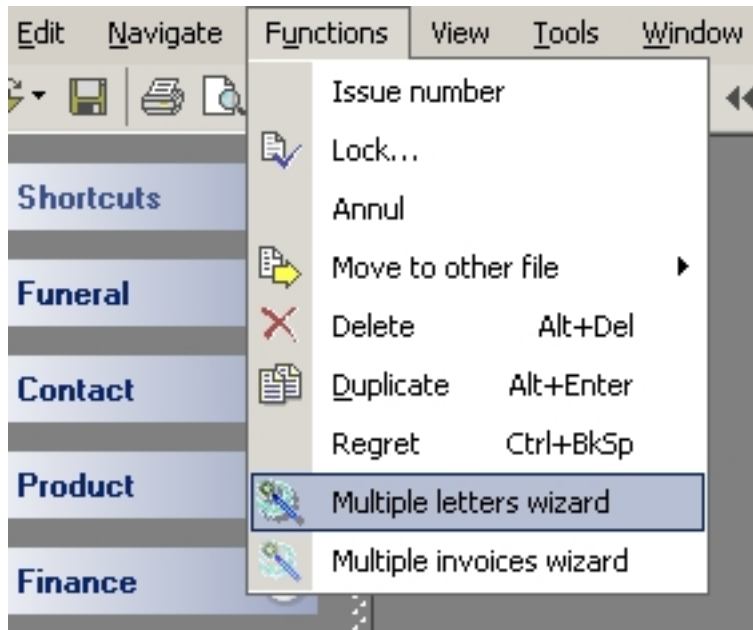 Edit Navigate Functions View Tools Window
Issue number
Lock...
Annul
Move to other file
Delete Alt+Del
Duplicate Alt+Enter
Regret Ctrl+BkSp
Multiple letters wizard
Multiple invoices wizard
Shortcuts
Funeral
Contact
Product
Finance